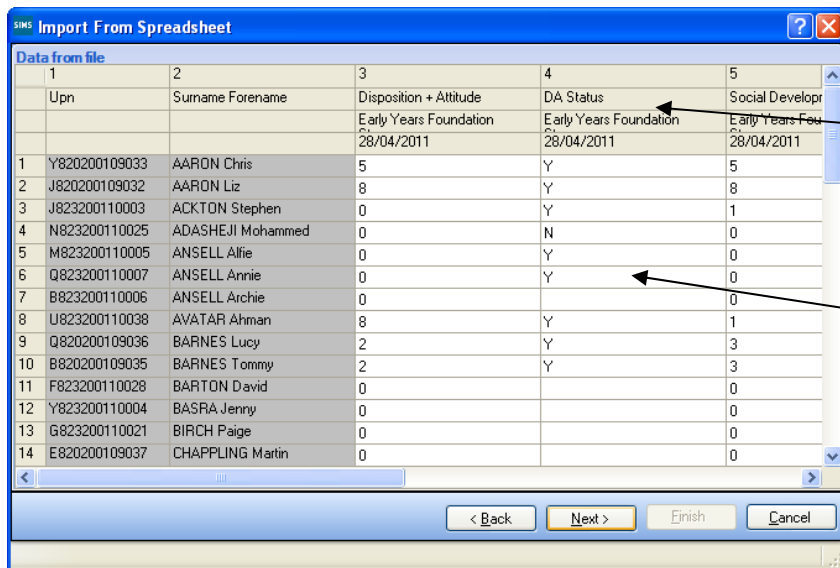 SIMS Import From Spreadsheet ? X
Data from file
1 2 3 4 5
Upn Surname Forename Disposition + Attitude DA Status Social Developr
Early Years Foundation Early Years Foundation Early Years Fou
28/04/2011 28/04/2011 28/04/2011
1 Y820200109033 AARON Chris 5 Y 5
2 J820200109032 AARON Liz 8 Y 8
3 J823200110003 ACKTON Stephen 0 Y 1
4 N823200110025 ADASHEJI Mohammed 0 N 0
5 M823200110005 ANSELL Alfie 0 Y 0
6 Q823200110007 ANSELL Annie 0 Y 0
7 B823200110006 ANSELL Archie 0 0
8 U823200110038 AVATAR Ahman 8 Y 1
9 Q820200109036 BARNES Lucy 2 Y 3
10 B820200109035 BARNES Tommy 2 Y 3
11 F823200110028 BARTON David 0 0
12 Y823200110004 BASRA Jenny 0 0
13 G823200110021 BIRCH Paige 0 0
14 E820200109037 CHAPPLING Martin 0 0
< Back Next > Finish Cancel